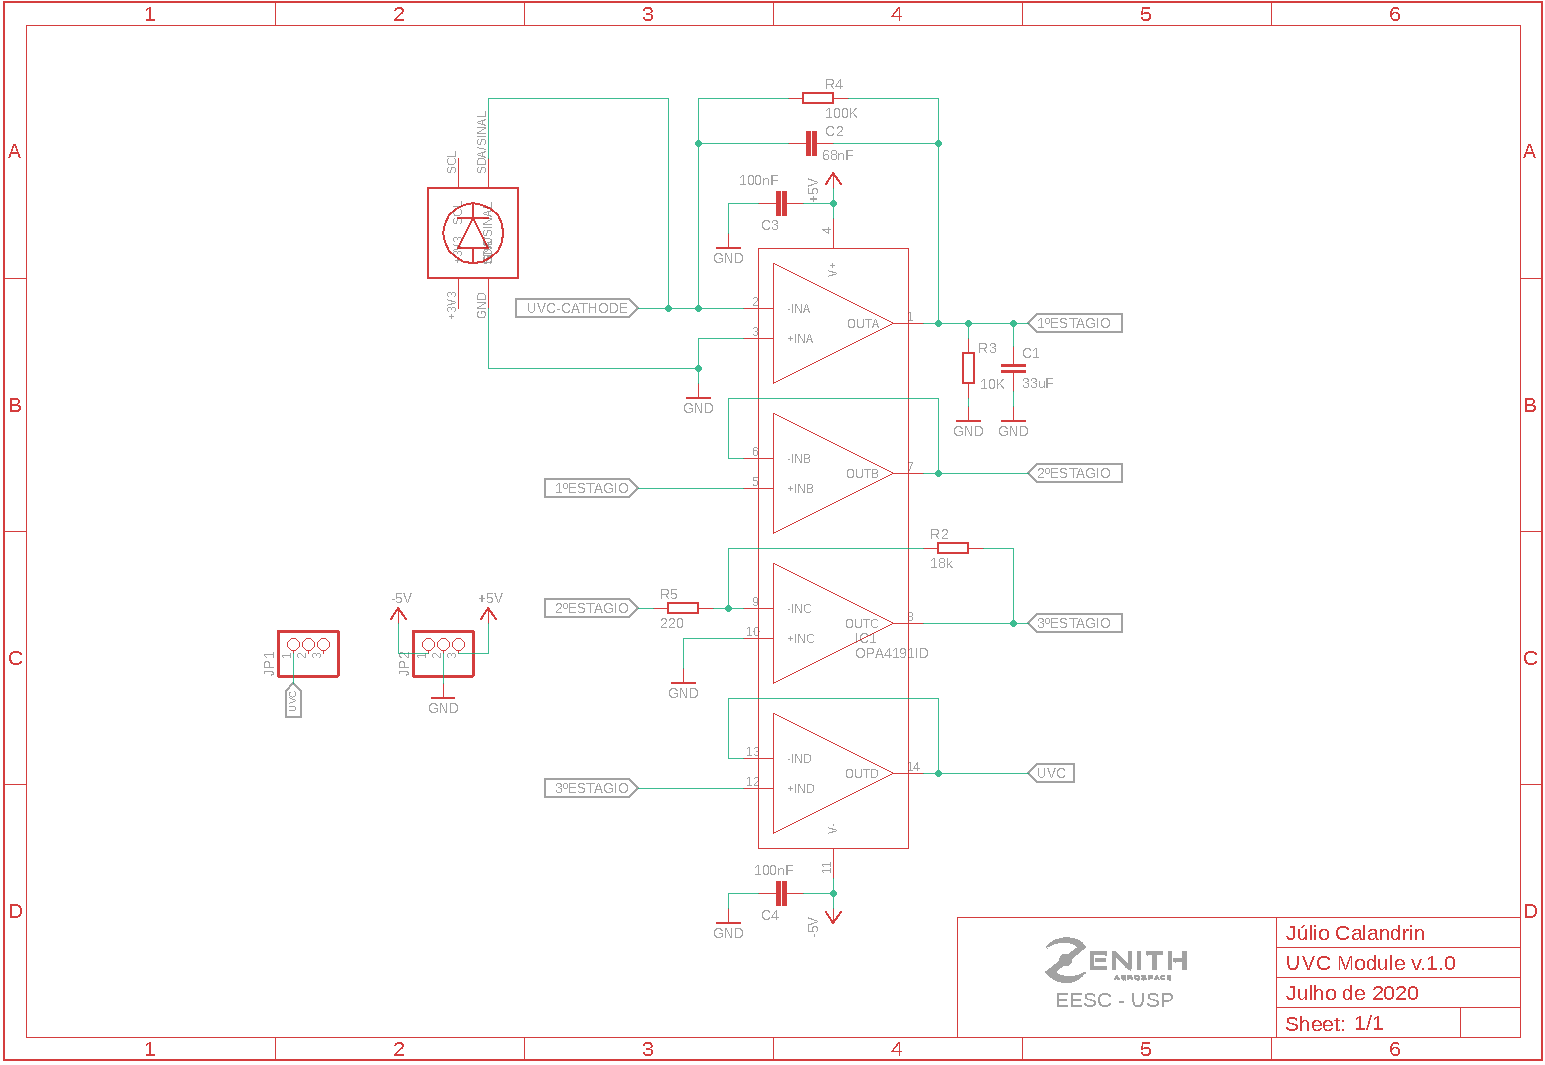 1 2 3 4 5 6
A A
R4
100K
C2
68nF
100nF
+5V
C3
GND
4
V+
SCL
SDA/SINAL
SCL
+3V3
+3V3
GND
UVC-CATHODE
2
-INA
3
+INA
OUTA
1
1ºESTAGIO
R3
10K
C1
33uF
GND
GND
GND
B B
6
-INB
5
+INB
OUTB
7
2ºESTAGIO
1ºESTAGIO
R2
18k
2ºESTAGIO
R5
220
9
-INC
10
+INC
OUTC
8
IC1
OPA4191ID
3ºESTAGIO
GND
C C
-5V
+5V
JP1
1
2
3
UVC
JP2
1
2
3
GND
13
-IND
12
+IND
OUTD
14
UVC
3ºESTAGIO
V-
11
100nF
C4
GND
-5V
D D
ZENITH
AEROSPACE
EESC - USP
Júlio Calandrin
UVC Module v.1.0
Julho de 2020
Sheet: 1/1
1 2 3 4 5 6